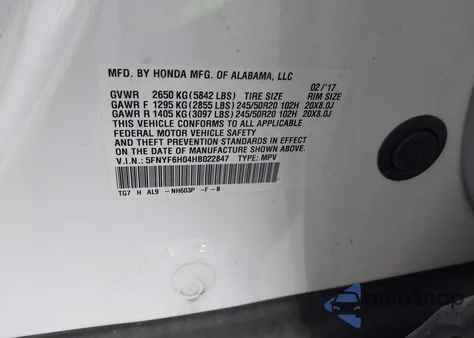 MFD. BY HONDA MFG. OF ALABAMA, LLC
02/'17
GVWR 2650 KG(5842 LBS) TIRE SIZE RIM SIZE
GAWR F 1295 KG (2855 LBS) 245/50R20 102H 20X8.0J
GAWR R 1405 KG (3097 LBS) 245/50R20 102H 20X8.0J
THIS VEHICLE CONFORMS TO ALL APPLICABLE
FEDERAL MOTOR VEHICLE SAFETY, BUMPER,
AND THEFT PREVENTION STANDARDS IN EFFECT
ON THE DATE OF MANUFACTURE SHOWN ABOVE.
V.I.N.: 5FNYF6H04HB022847 TYPE: MPV
TG7 H AL9 -NH603P -F-B
autoSnap